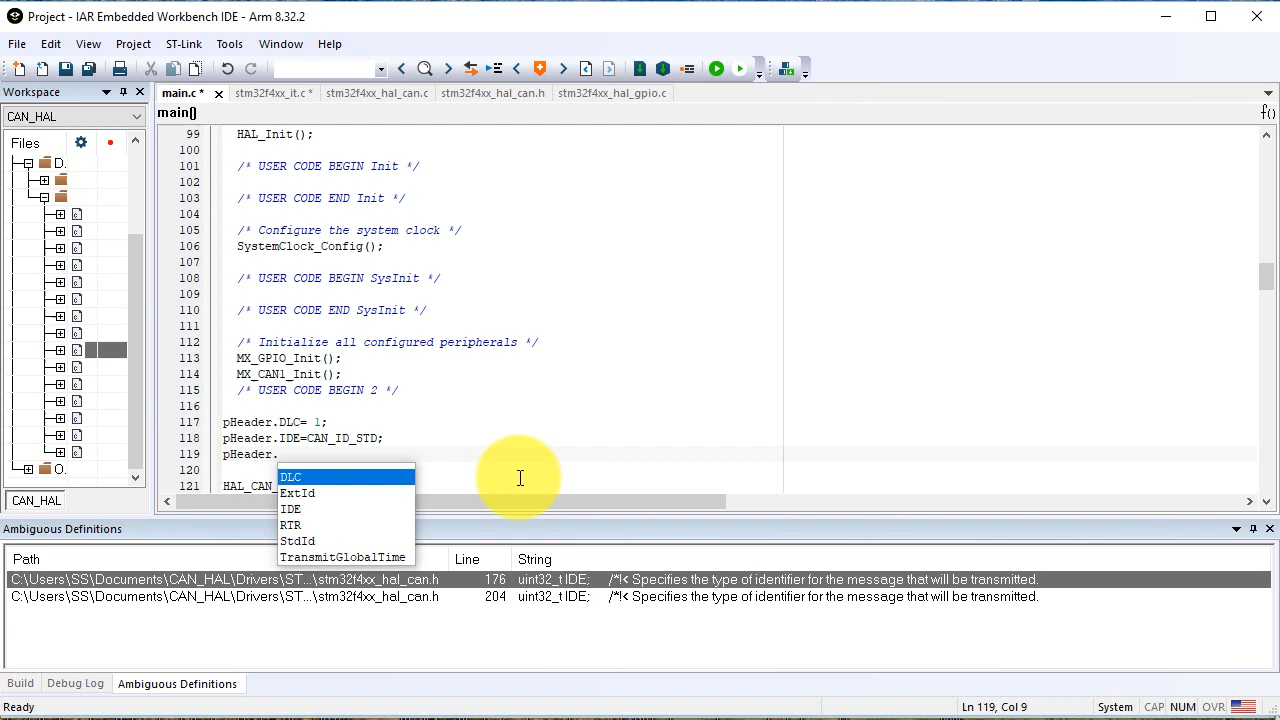 Project - IAR Embedded Workbench IDE - Arm 8.32.2
File Edit View Project ST-Link Tools Window Help
Workspace
main.c * stm32f4xx_it.c * stm32f4xx_hal_can.c stm32f4xx_hal_can.h stm32f4xx_hal_gpio.c
CAN_HAL
main() f()
Files
D.
O.
CAN_HAL
99 HAL_Init();
100
101 /* USER CODE BEGIN Init */
102
103 /* USER CODE END Init */
104
105 /* Configure the system clock */
106 SystemClock_Config();
107
108 /* USER CODE BEGIN SysInit */
109
110 /* USER CODE END SysInit */
111
112 /* Initialize all configured peripherals */
113 MX_GPIO_Init();
114 MX_CAN1_Init();
115 /* USER CODE BEGIN 2 */
116
117 pHeader.DLC= 1;
118 pHeader.IDE=CAN_ID_STD;
119 pHeader.
120
121 HAL_CAN_
DLC
ExtId
IDE
RTR
StdId
TransmitGlobalTime
Ambiguous Definitions
Path Line String
C:\Users\SS\Documents\CAN_HAL\Drivers\ST...\stm32f4xx_hal_can.h 176 uint32_t IDE; /*!< Specifies the type of identifier for the message that will be transmitted.
C:\Users\SS\Documents\CAN_HAL\Drivers\ST...\stm32f4xx_hal_can.h 204 uint32_t IDE; /*!< Specifies the type of identifier for the message that will be transmitted.
Build Debug Log Ambiguous Definitions
Ready Ln 119, Col 9 System CAP NUM OVR